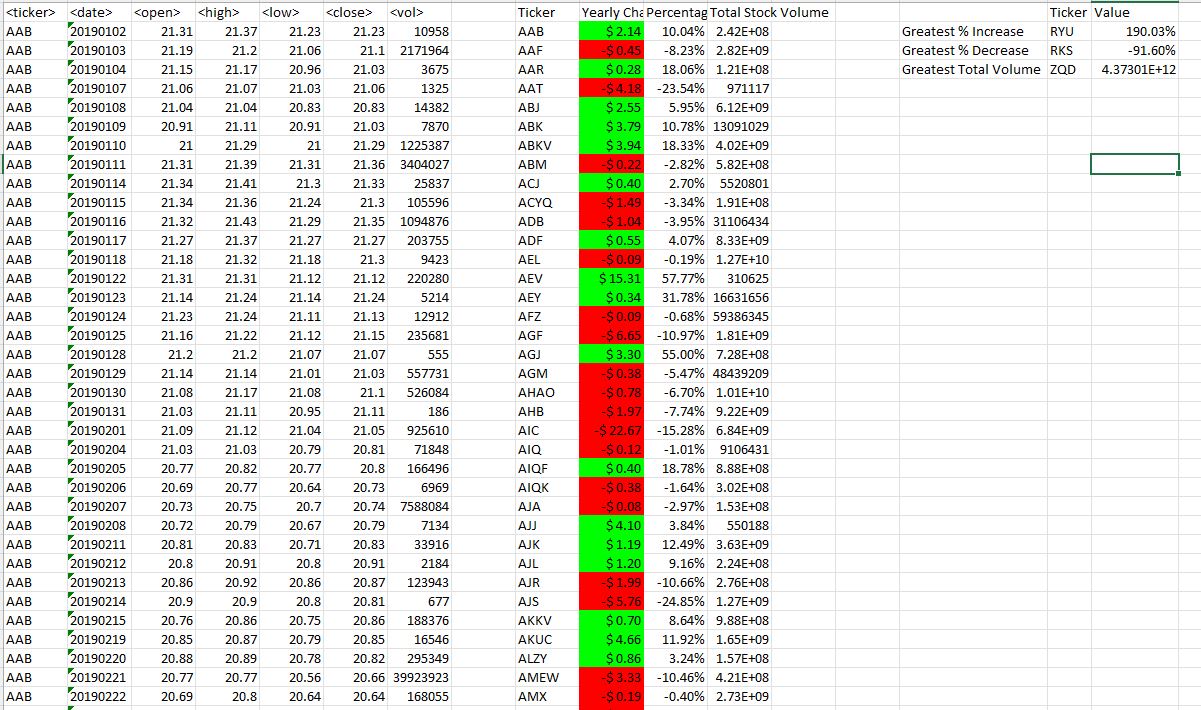 <ticker> <date> <open> <high> <low> <close> <vol> Ticker Yearly Cha Percentag Total Stock Volume Ticker Value
AAB 20190102 21.31 21.37 21.23 21.23 10958 AAB $ 2.14 10.04% 2.42E+08 Greatest % Increase RYU 190.03%
AAB 20190103 21.19 21.2 21.06 21.1 2171964 AAF -$ 0.45 -8.23% 2.82E+09 Greatest % Decrease RKS -91.60%
AAB 20190104 21.15 21.17 20.96 21.03 3675 AAR $ 0.28 18.06% 1.21E+08 Greatest Total Volume ZQD 4.37301E+12
AAB 20190107 21.06 21.07 21.03 21.06 1325 AAT -$ 4.18 -23.54% 971117
AAB 20190108 21.04 21.04 20.83 20.83 14382 ABJ $ 2.55 5.95% 6.12E+09
AAB 20190109 20.91 21.11 20.91 21.03 7870 ABK $ 3.79 10.78% 13091029
AAB 20190110 21 21.29 21 21.29 1225387 ABKV $ 3.94 18.33% 4.02E+09
AAB 20190111 21.31 21.39 21.31 21.36 3404027 ABM -$ 0.22 -2.82% 5.82E+08
AAB 20190114 21.34 21.41 21.3 21.33 25837 ACJ $ 0.40 2.70% 5520801
AAB 20190115 21.34 21.36 21.24 21.3 105596 ACYQ -$ 1.49 -3.34% 1.91E+08
AAB 20190116 21.32 21.43 21.29 21.35 1094876 ADB -$ 1.04 -3.95% 31106434
AAB 20190117 21.27 21.37 21.27 21.27 203755 ADF $ 0.55 4.07% 8.33E+09
AAB 20190118 21.18 21.32 21.18 21.3 9423 AEL -$ 0.09 -0.19% 1.27E+10
AAB 20190122 21.31 21.31 21.12 21.12 220280 AEV $ 15.31 57.77% 310625
AAB 20190123 21.14 21.24 21.14 21.24 5214 AEY $ 0.34 31.78% 16631656
AAB 20190124 21.23 21.24 21.11 21.13 12912 AFZ -$ 0.09 -0.68% 59386345
AAB 20190125 21.16 21.22 21.12 21.15 235681 AGF -$ 6.65 -10.97% 1.81E+09
AAB 20190128 21.2 21.2 21.07 21.07 555 AGJ $ 3.30 55.00% 7.28E+08
AAB 20190129 21.14 21.14 21.01 21.03 557731 AGM -$ 0.38 -5.47% 48439209
AAB 20190130 21.08 21.17 21.08 21.1 526084 AHAO -$ 0.78 -6.70% 1.01E+10
AAB 20190131 21.03 21.11 20.95 21.11 186 AHB -$ 1.97 -7.74% 9.22E+09
AAB 20190201 21.09 21.12 21.04 21.05 925610 AIC -$ 22.67 -15.28% 6.84E+09
AAB 20190204 21.03 21.03 20.79 20.81 71848 AIQ -$ 0.12 -1.01% 9106431
AAB 20190205 20.77 20.82 20.77 20.8 166496 AIQF $ 0.40 18.78% 8.88E+08
AAB 20190206 20.69 20.77 20.64 20.73 6969 AIQK -$ 0.38 -1.64% 3.02E+08
AAB 20190207 20.73 20.75 20.7 20.74 7588084 AJA -$ 0.08 -2.97% 1.53E+08
AAB 20190208 20.72 20.79 20.67 20.79 7134 AJJ $ 4.10 3.84% 550188
AAB 20190211 20.81 20.83 20.71 20.83 33916 AJK $ 1.19 12.49% 3.63E+09
AAB 20190212 20.8 20.91 20.8 20.91 2184 AJL $ 1.20 9.16% 2.24E+08
AAB 20190213 20.86 20.92 20.86 20.87 123943 AJR -$ 1.99 -10.66% 2.76E+08
AAB 20190214 20.9 20.9 20.8 20.81 677 AJS -$ 5.76 -24.85% 1.27E+09
AAB 20190215 20.76 20.86 20.75 20.86 188376 AKKV $ 0.70 8.64% 9.88E+08
AAB 20190219 20.85 20.87 20.79 20.85 16546 AKUC $ 4.66 11.92% 1.65E+09
AAB 20190220 20.88 20.89 20.78 20.82 295349 ALZY $ 0.86 3.24% 1.57E+08
AAB 20190221 20.77 20.77 20.56 20.66 39923923 AMEW -$ 3.33 -10.46% 4.21E+08
AAB 20190222 20.69 20.8 20.64 20.64 168055 AMX -$ 0.19 -0.40% 2.73E+09